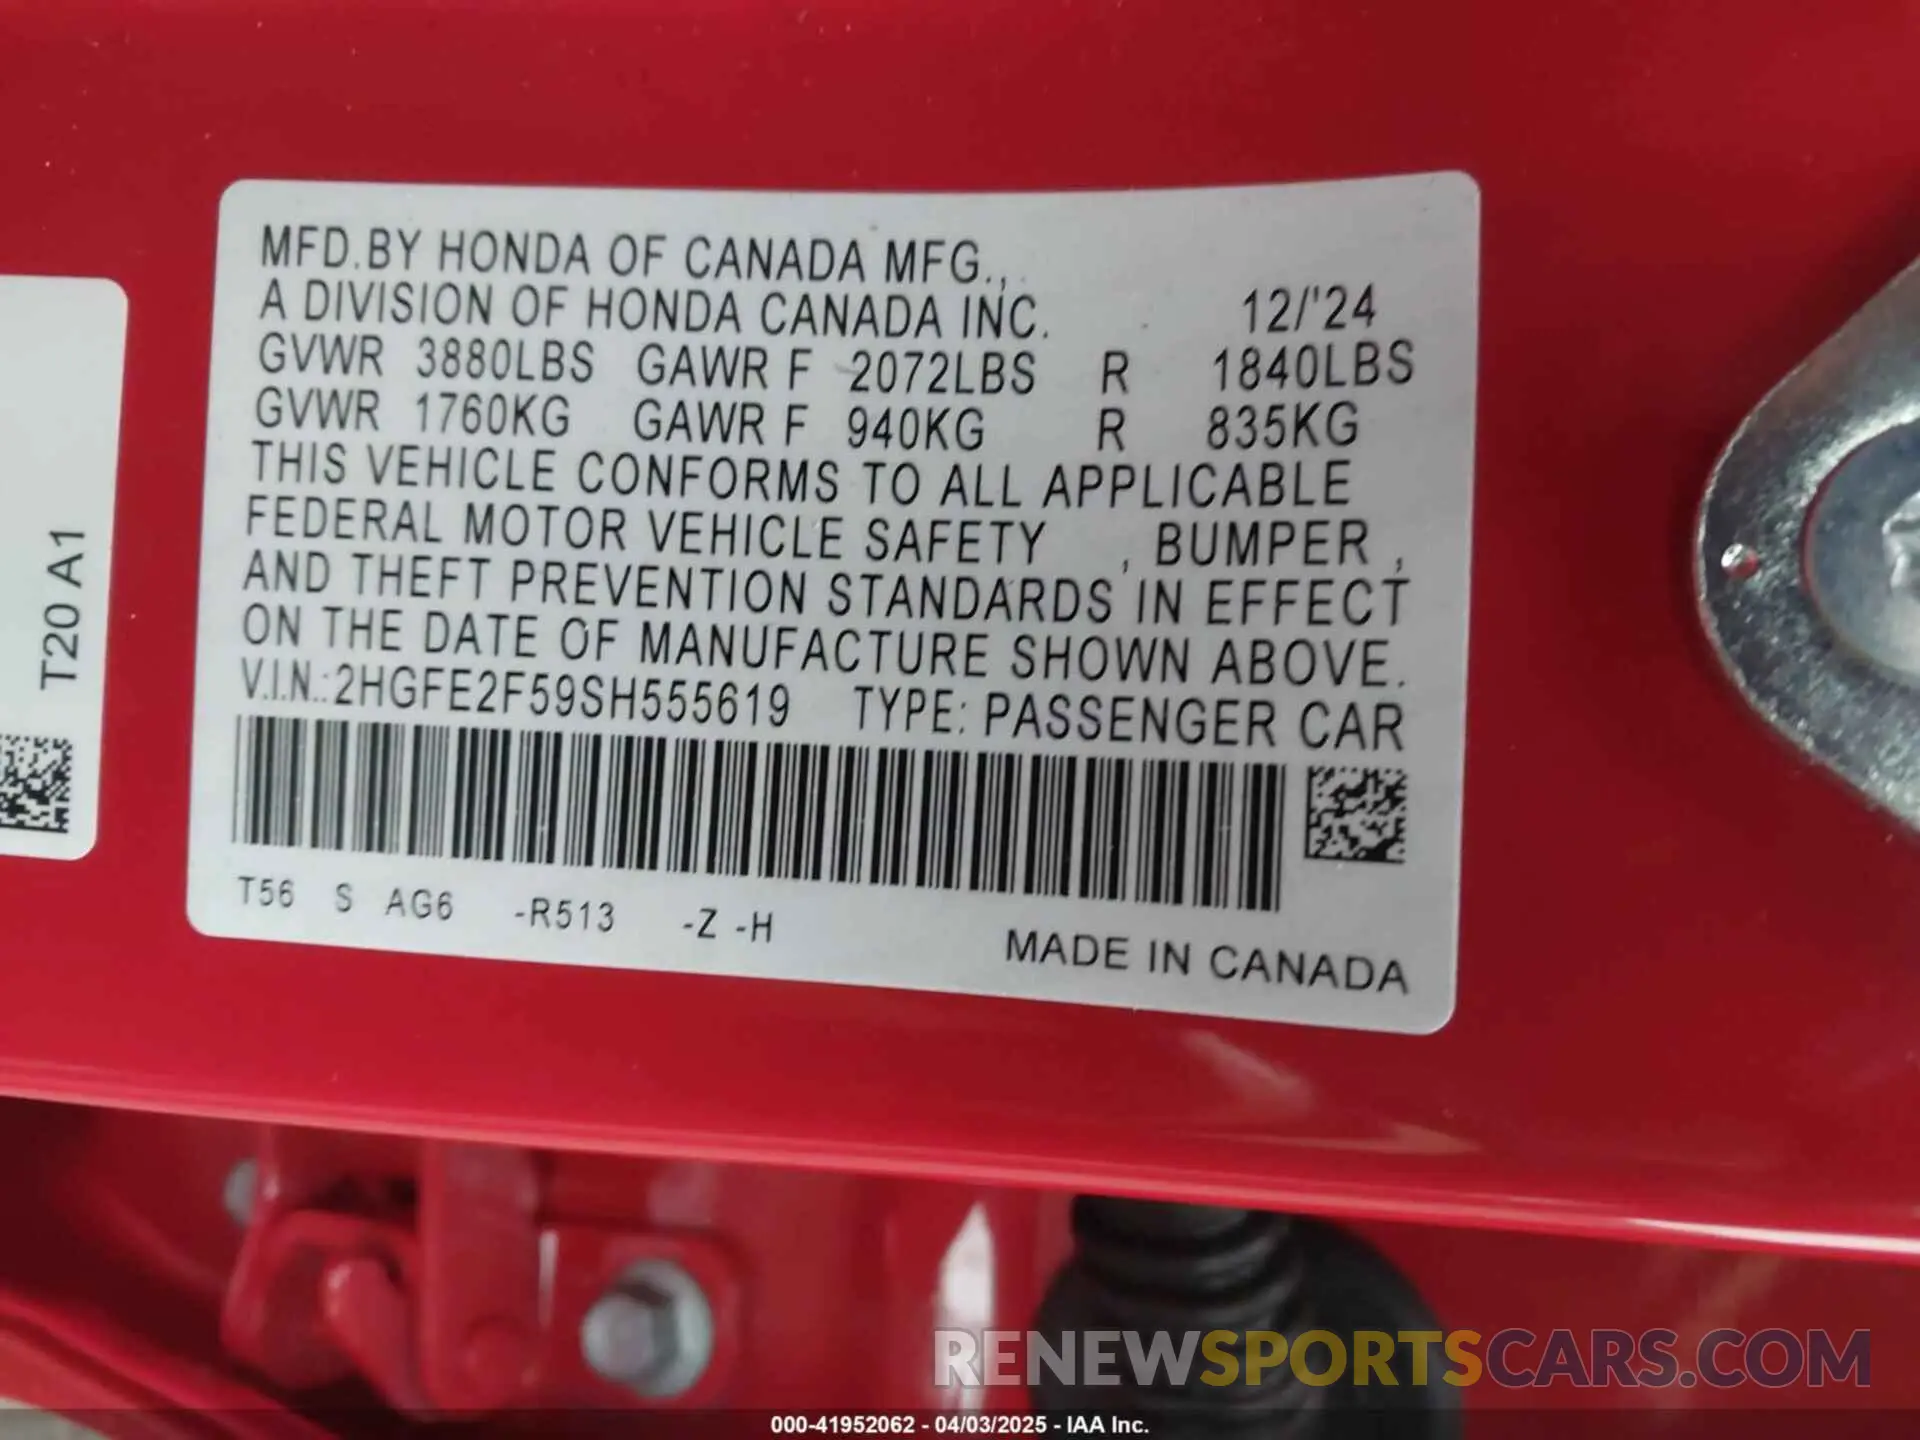 MFD.BY HONDA OF CANADA MFG.,
A DIVISION OF HONDA CANADA INC. 12/'24
GVWR 3880LBS GAWR F 2072LBS R 1840LBS
GVWR 1760KG GAWR F 940KG R 835KG
THIS VEHICLE CONFORMS TO ALL APPLICABLE
FEDERAL MOTOR VEHICLE SAFETY , BUMPER ,
AND THEFT PREVENTION STANDARDS IN EFFECT
ON THE DATE OF MANUFACTURE SHOWN ABOVE.
V.I.N.:2HGFE2F59SH555619 TYPE: PASSENGER CAR
T56 S AG6 -R513 -Z -H
MADE IN CANADA
T20 A1
RENEWSPORTSCARS.COM
000-41952062 - 04/03/2025 - IAA Inc.